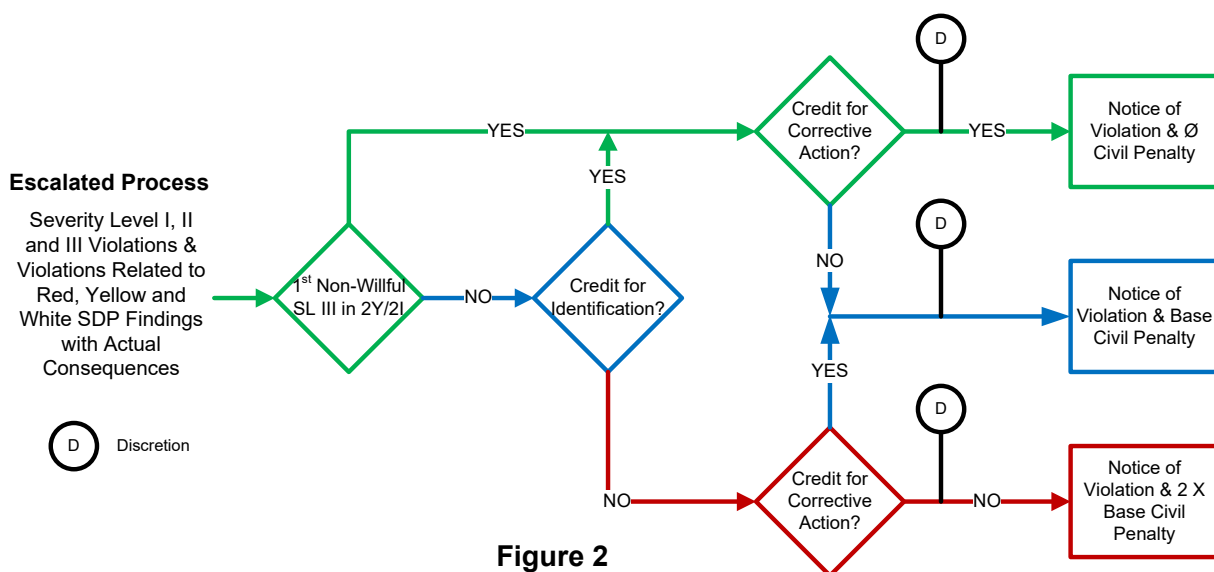 Escalated Process
Severity Level I, II
and III Violations &
Violations Related to
Red, Yellow and
White SDP Findings
with Actual
Consequences
D
Discretion
1st Non-Willful
SL III in 2Y/2I
YES
NO
Credit for
Identification?
YES
NO
Credit for
Corrective
Action?
D
YES
Notice of
Violation & Ø
Civil Penalty
NO
D
Notice of
Violation & Base
Civil Penalty
YES
Credit for
Corrective
Action?
D
NO
Notice of
Violation & 2 X
Base Civil
Penalty
Figure 2